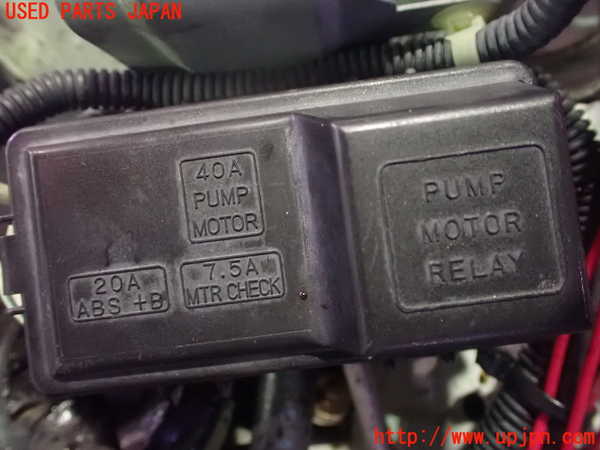 USED PARTS JAPAN
40A
PUMP
MOTOR
PUMP
MOTOR
RELAY
20A
ABS +B
7.5A
MTR CHECK
http://www.upjpn.com